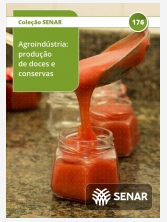 Coleção SENAR
176
Agroindústria:
produção
de doces e
conservas
SENAR